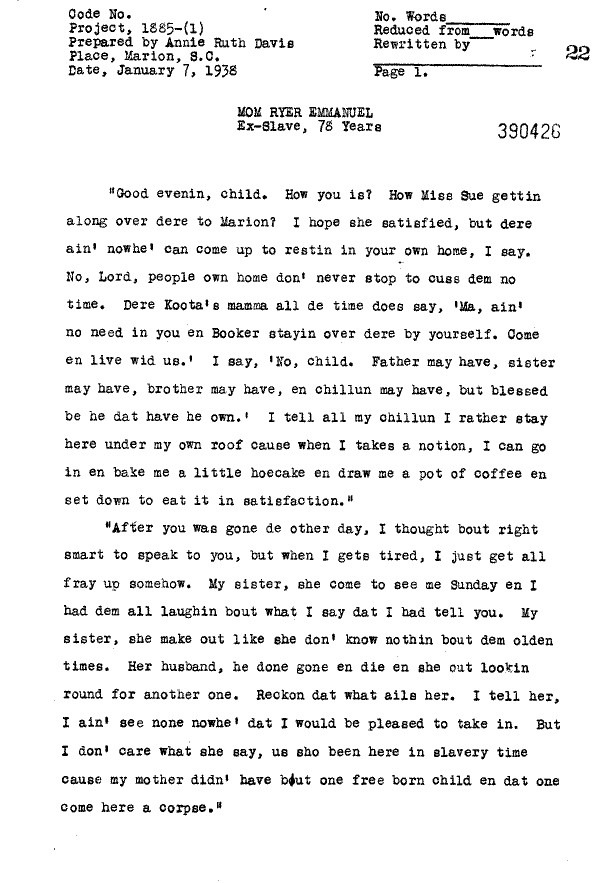 Code No.
Project, 1885-(1)
Prepared by Annie Ruth Davis
Place, Marion, S.C.
Date, January 7, 1938
No. Words
Reduced from words
Rewritten by
22
Page 1.
MOM RYER EMMANUEL
Ex-Slave, 78 Years
390426
"Good evenin, child. How you is? How Miss Sue gettin
along over dere to Marion? I hope she satisfied, but dere
ain' nowhe' can come up to restin in your own home, I say.
No, Lord, people own home don' never stop to cuss dem no
time. Dere Koota's mamma all de time does say, 'Ma, ain'
no need in you en Booker stayin over dere by yourself. Come
en live wid us.' I say, 'No, child. Father may have, sister
may have, brother may have, en chillun may have, but blessed
be he dat have he own.' I tell all my chillun I rather stay
here under my own roof cause when I takes a notion, I can go
in en bake me a little hoecake en draw me a pot of coffee en
set down to eat it in satisfaction."
"After you was gone de other day, I thought bout right
smart to speak to you, but when I gets tired, I just get all
fray up somehow. My sister, she come to see me Sunday en I
had dem all laughin bout what I say dat I had tell you. My
sister, she make out like she don' know nothin bout dem olden
times. Her husband, he done gone en die en she out lookin
round for another one. Reckon dat what ails her. I tell her,
I ain' see none nowhe' dat I would be pleased to take in. But
I don' care what she say, us sho been here in slavery time
cause my mother didn' have but one free born child en dat one
come here a corpse."